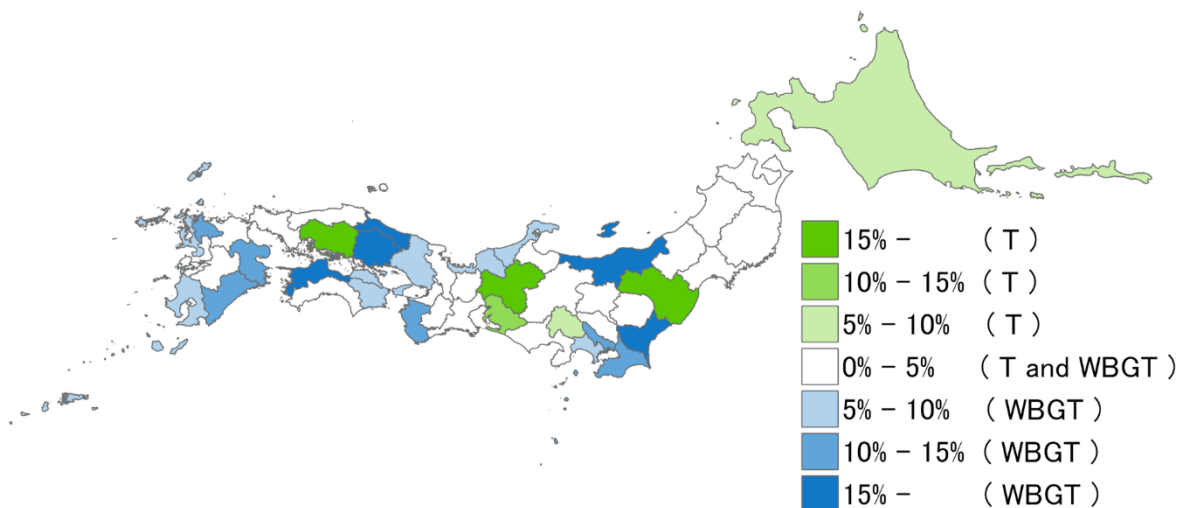 15% - ( T )
10% - 15% ( T )
5% - 10% ( T )
0% - 5% ( T and WBGT )
5% - 10% ( WBGT )
10% - 15% ( WBGT )
15% - ( WBGT )